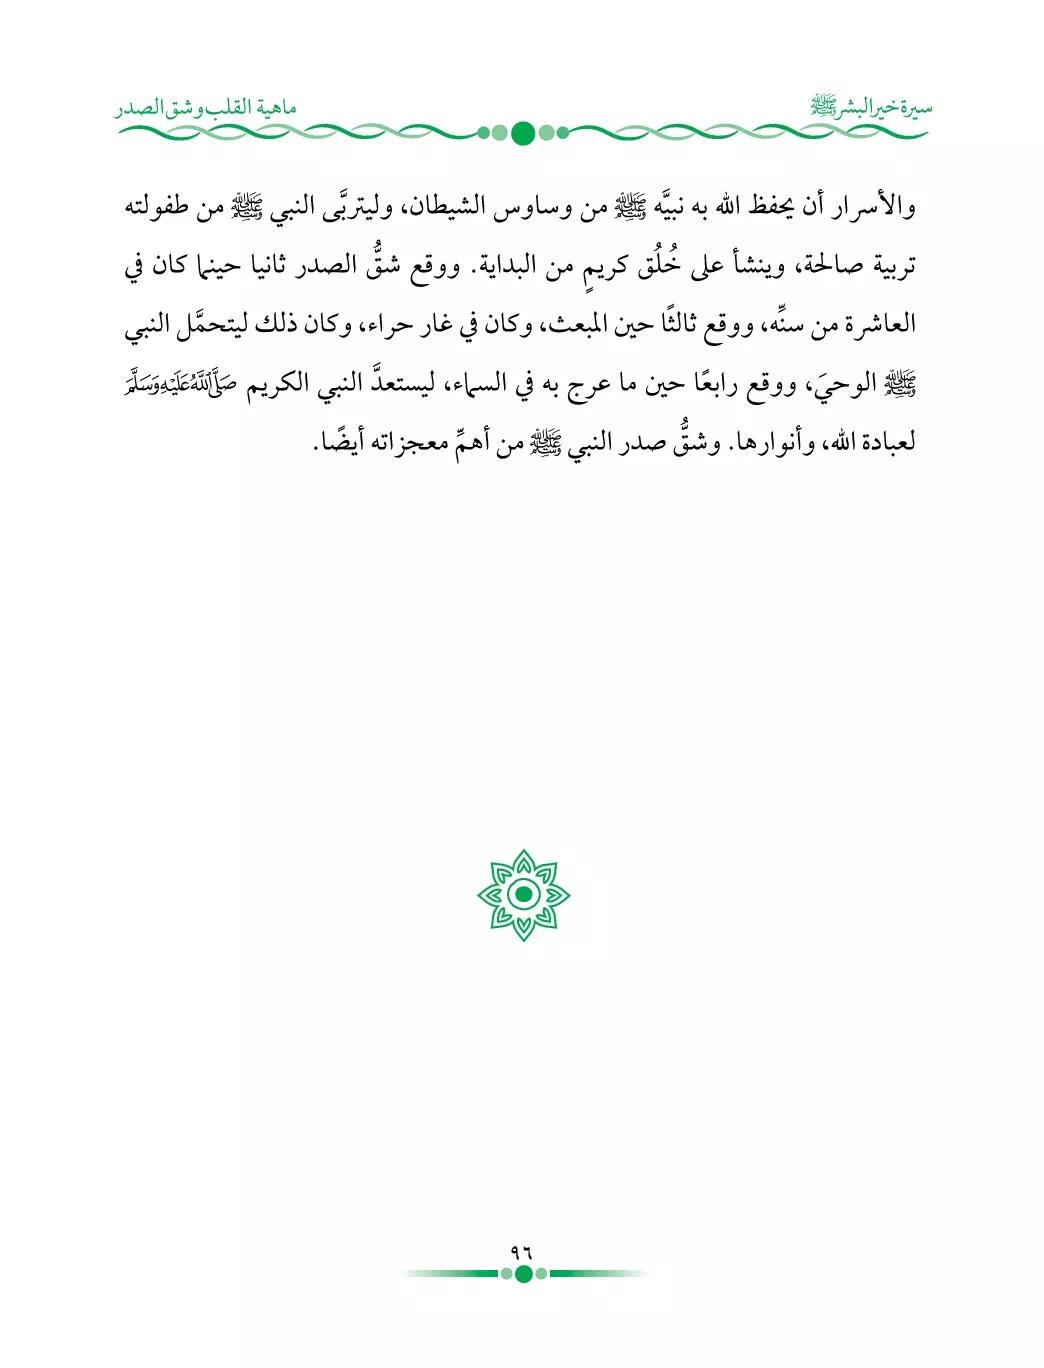 سيرة خير البشر ﷺ
ماهية القلب وشق الصدر
والأسرار أن يحفظ الله به نبيَّه ﷺ من وساوس الشيطان، وليتربَّى النبي ﷺ من طفولته
تربية صالحة، وينشأ على خُلُق كريمٍ من البداية. ووقع شقُّ الصدر ثانيا حينما كان في
العاشرة من سنِّه، ووقع ثالثًا حين المبعث، وكان في غار حراء، وكان ذلك ليتحمَّل النبي
ﷺ الوحيَ، ووقع رابعًا حين ما عرج به في السماء، ليستعدَّ النبي الكريم صَلَّى اللَّهُ عَلَيْهِ وَسَلَّمَ
لعبادة الله، وأنوارها. وشقُّ صدر النبي ﷺ من أهمِّ معجزاته أيضًا.
٩٦